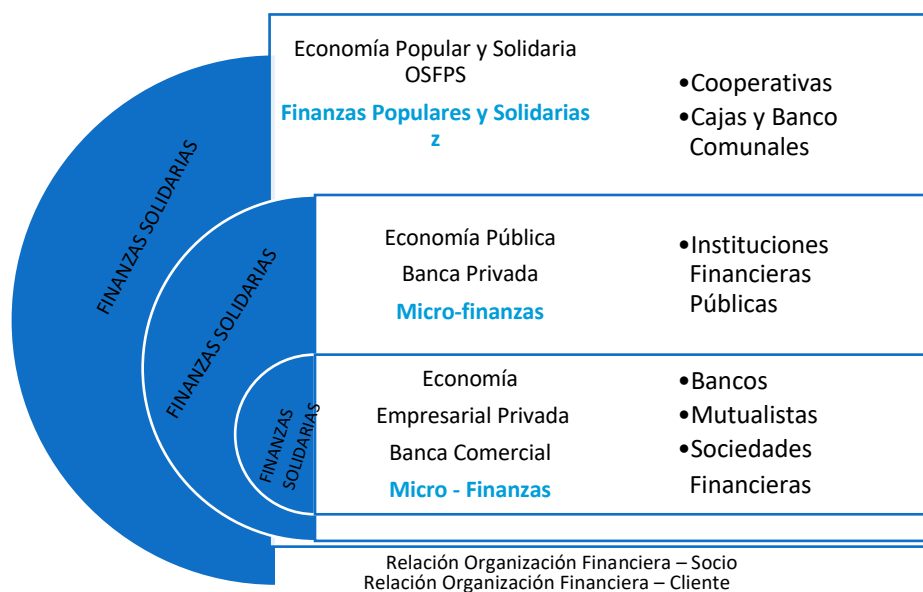 Economía Popular y Solidaria
OSFPS
Finanzas Populares y Solidarias
z
•Cooperativas
•Cajas y Banco
Comunales
FINANZAS SOLIDARIAS
Economía Pública
Banca Privada
Micro-finanzas
•Instituciones
Financieras
Públicas
FINANZAS SOLIDARIAS
Economía
Empresarial Privada
Banca Comercial
Micro - Finanzas
•Bancos
•Mutualistas
•Sociedades
Financieras
FINANZAS
SOLIDARIAS
Relación Organización Financiera – Socio
Relación Organización Financiera – Cliente